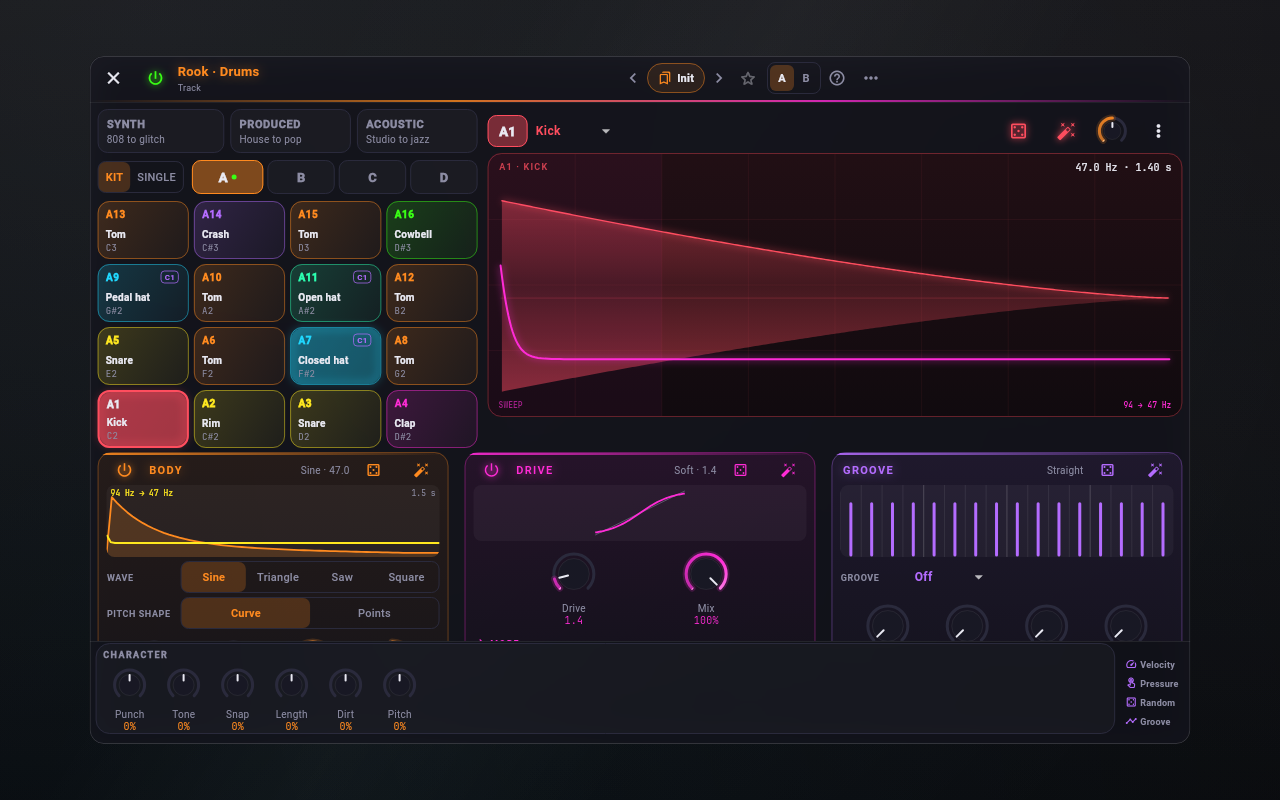 Rook · Drums
Track
Init
A
B
SYNTH
808 to glitch
PRODUCED
House to pop
ACOUSTIC
Studio to jazz
KIT
SINGLE
A
B
C
D
A13
Tom
C3
A14
Crash
C#3
A15
Tom
D3
A16
Cowbell
D#3
A9
C1
Pedal hat
G#2
A10
Tom
A2
A11
C1
Open hat
A#2
A12
Tom
B2
A5
Snare
E2
A6
Tom
F2
A7
C1
Closed hat
F#2
A8
Tom
G2
A1
Kick
C2
A2
Rim
C#2
A3
Snare
D2
A4
Clap
D#2
A1
Kick
A1 · KICK
47.0 Hz · 1.40 s
SWEEP
94 → 47 Hz
BODY
Sine · 47.0
94 Hz → 47 Hz
1.5 s
WAVE
Sine
Triangle
Saw
Square
PITCH SHAPE
Curve
Points
DRIVE
Soft · 1.4
Drive
1.4
Mix
100%
GROOVE
Straight
GROOVE
Off
CHARACTER
Punch
0%
Tone
0%
Snap
0%
Length
0%
Dirt
0%
Pitch
0%
Velocity
Pressure
Random
Groove